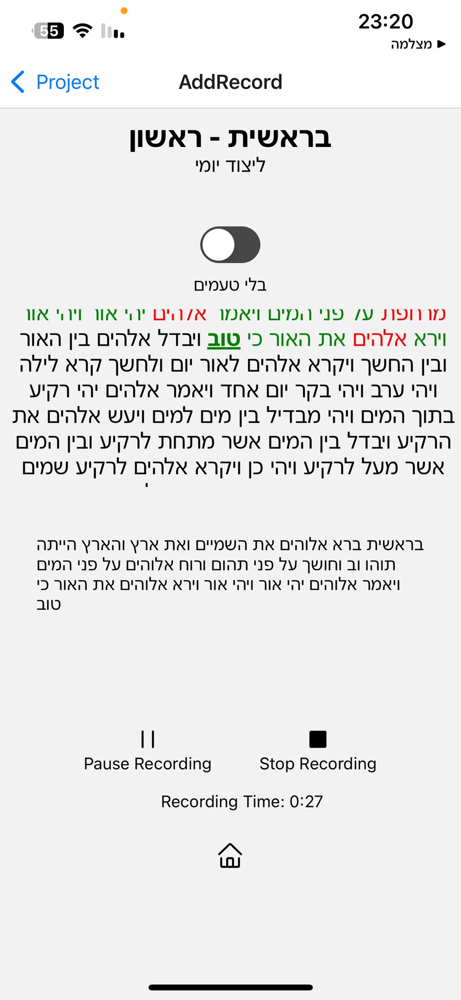 55
23:20
מצלמה
Project
AddRecord
בראשית - ראשון
ליצוד יומי
בלי טעמים
מרחפת על פני המים ויאמר אלהים יהי אור ויהי אור
וירא אלהים את האור כי טוב ויבדל אלהים בין האור
ובין החשך ויקרא אלהים לאור יום ולחשך קרא לילה
ויהי ערב ויהי בקר יום אחד ויאמר אלהים יהי רקיע
בתוך המים ויהי מבדיל בין מים למים ויעש אלהים את
הרקיע ויבדל בין המים אשר מתחת לרקיע ובין המים
אשר מעל לרקיע ויהי כן ויקרא אלהים לרקיע שמים
בראשית ברא אלוהים את השמיים ואת ארץ והארץ הייתה
תוהו וב וחושך על פני תהום ורוח אלוהים על פני המים
ויאמר אלוהים יהי אור ויהי אור וירא אלוהים את האור כי
טוב
Pause Recording
Stop Recording
Recording Time: 0:27